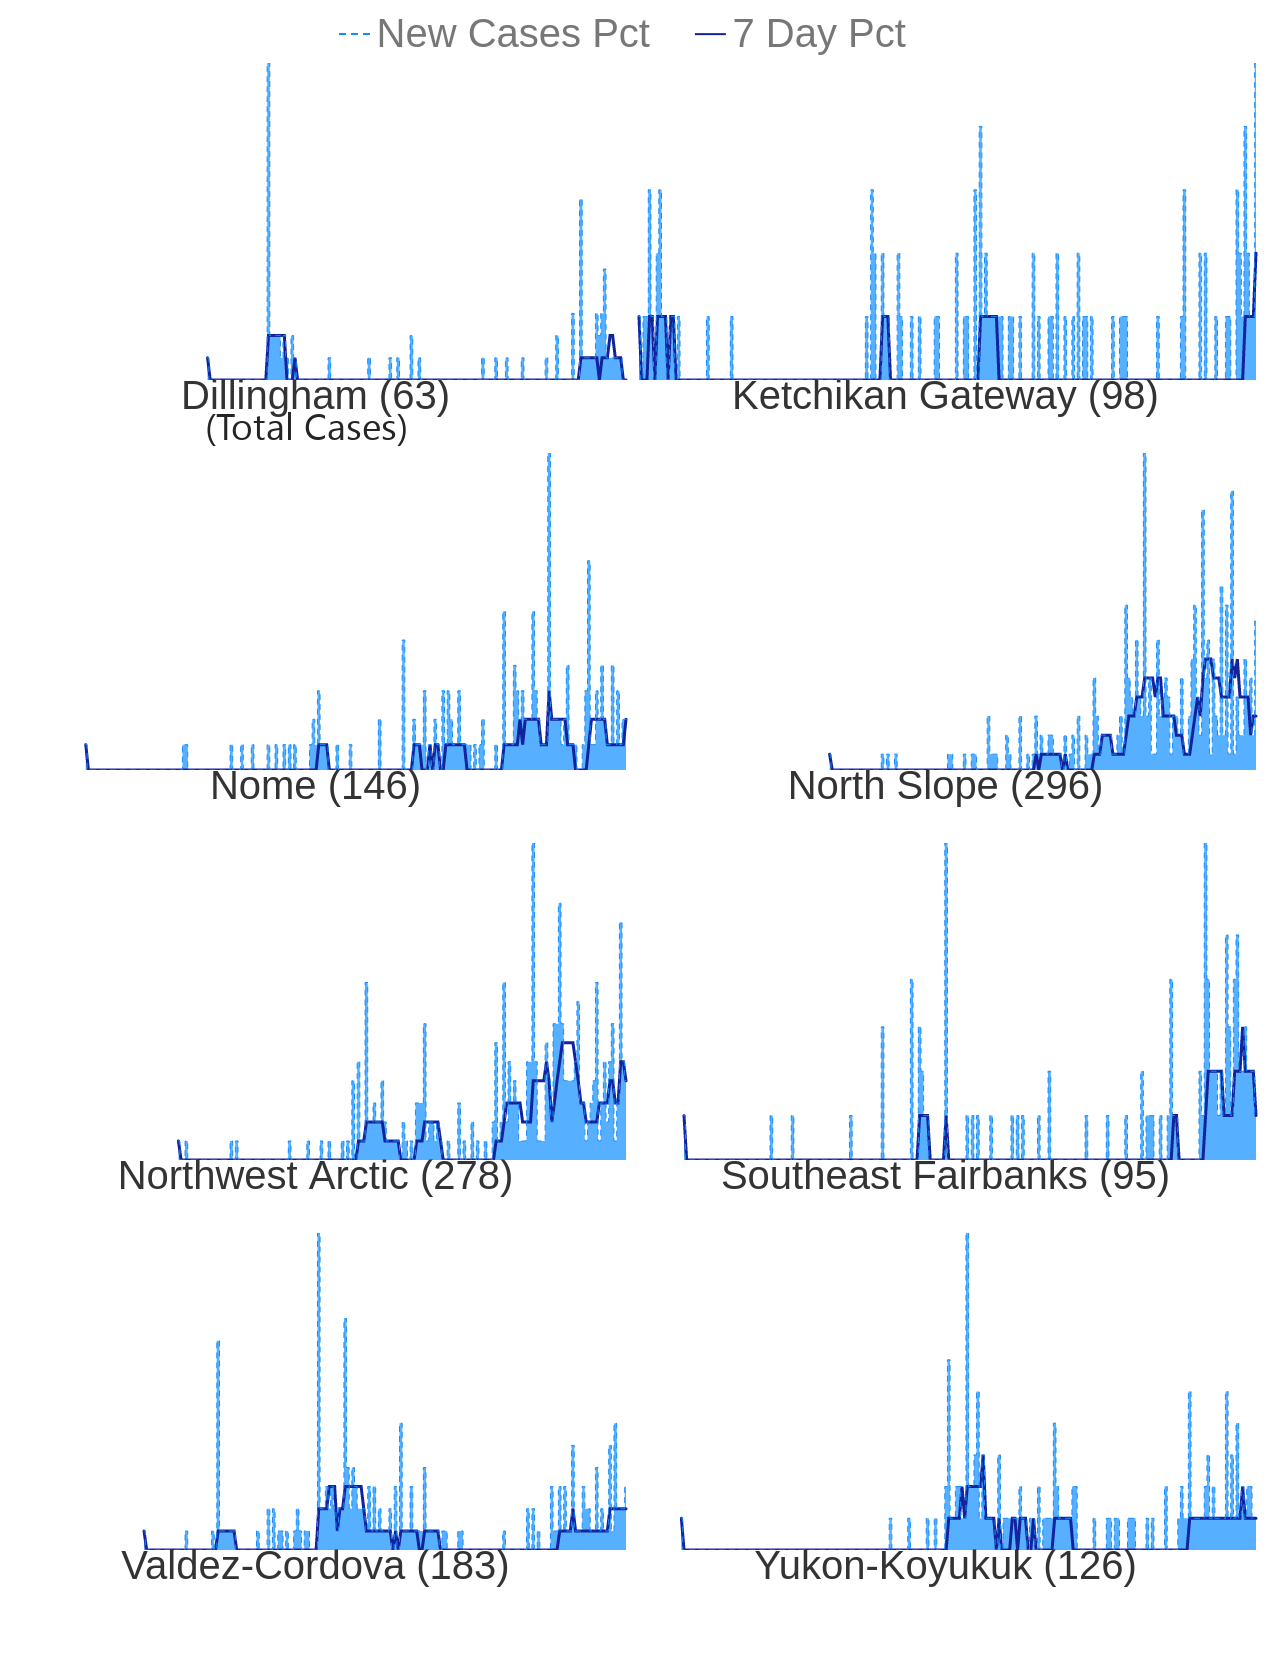 New Cases Pct 7 Day Pct
Dillingham (63) Ketchikan Gateway (98)
(Total Cases)
Nome (146) North Slope (296)
Northwest Arctic (278) Southeast Fairbanks (95)
Valdez-Cordova (183) Yukon-Koyukuk (126)